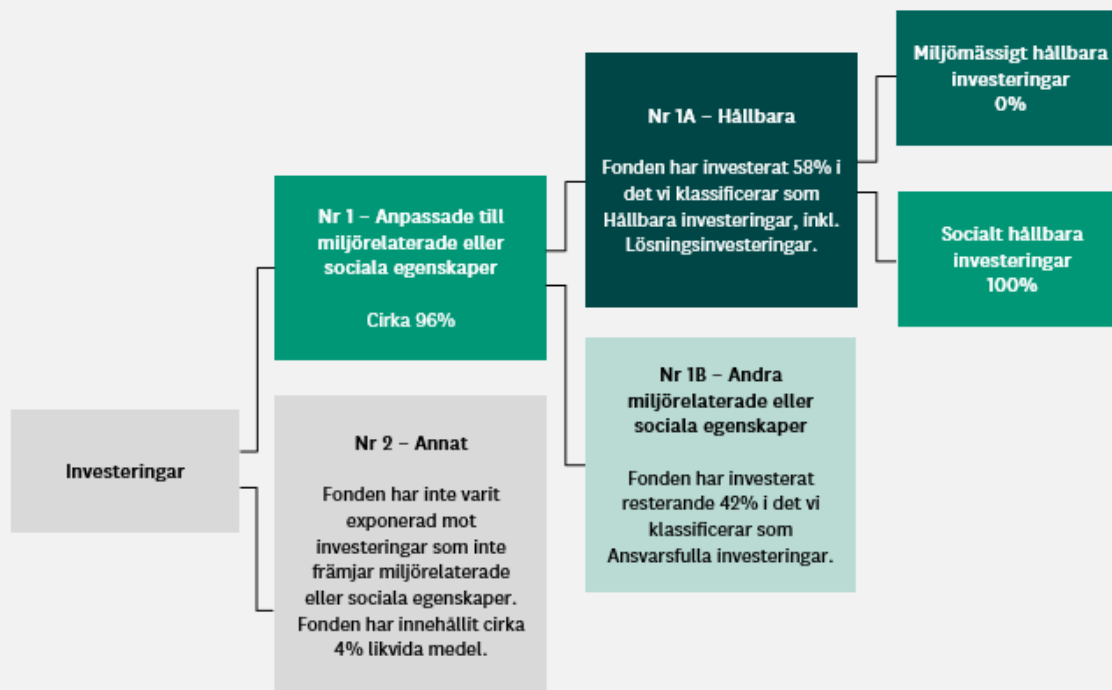 Investeringar
Nr 1 – Anpassade till
miljörelaterade eller
sociala egenskaper
Cirka 96%
Nr 2 – Annat
Fonden har inte varit
exponerad mot
investeringar som inte
främjar miljörelaterade
eller sociala egenskaper.
Fonden har innehållit cirka
4% likvida medel.
Nr 1A – Hållbara
Fonden har investerat 58% i
det vi klassificerar som
Hållbara investeringar, inkl.
Lösningsinvesteringar.
Nr 1B – Andra
miljörelaterade eller
sociala egenskaper
Fonden har investerat
resterande 42% i det vi
klassificerar som
Ansvarsfulla investeringar.
Miljömässigt hållbara
investeringar
0%
Socialt hållbara
investeringar
100%